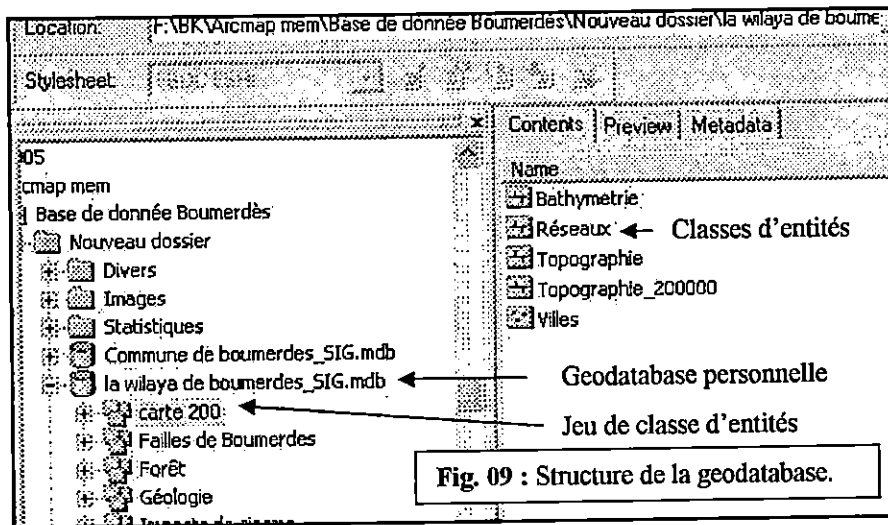 Location: F:\BK\Arcmap mem\Base de donnée Boumerdès\Nouveau dossier\la wilaya de boume
Stylesheet:
Contents Preview Metadata
Name
Bathymetrie
Réseaux
Classes d'entités
Topographie
Topographie_200000
Villes
05
cmap mem
Base de donnée Boumerdès
Nouveau dossier
Divers
Images
Statistiques
Commune de boumerdes_SIG.mdb
la wilaya de boumerdes_SIG.mdb
Geodatabase personnelle
carte 200
Jeu de classe d'entités
Failles de Boumerdes
Forêt
Géologie
Fig. 09 : Structure de la geodatabase.